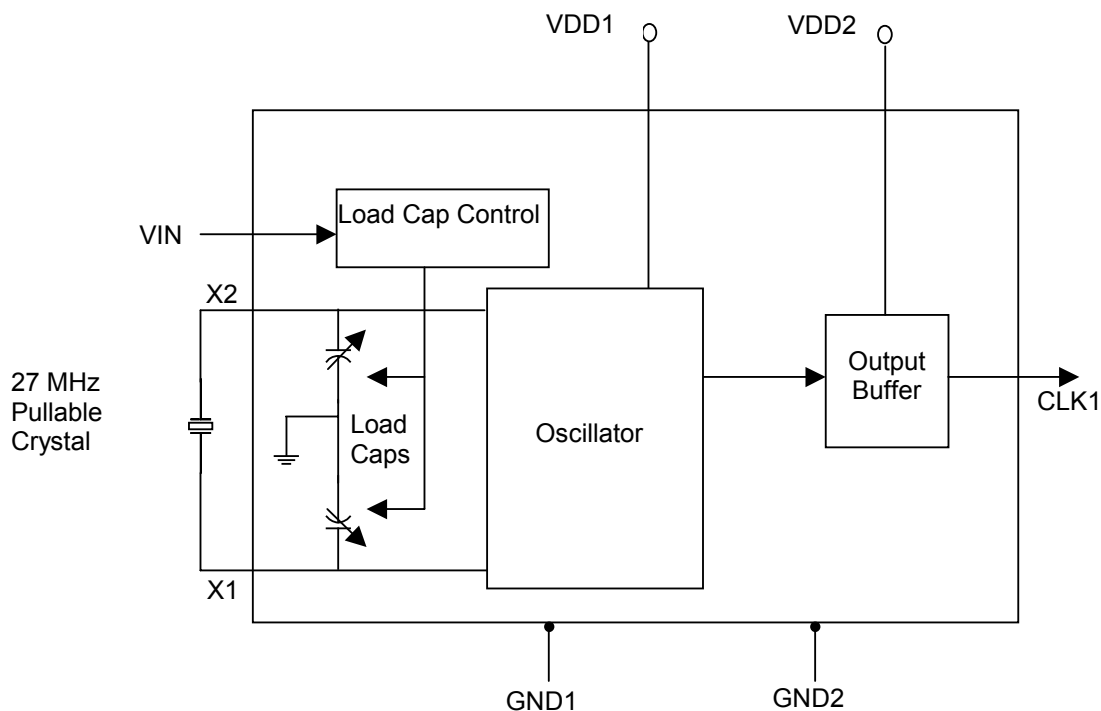 VDD1
VDD2
Load Cap Control
VIN
X2
27 MHz
Pullable
Crystal
Load
Caps
Oscillator
Output
Buffer
CLK1
X1
GND1
GND2